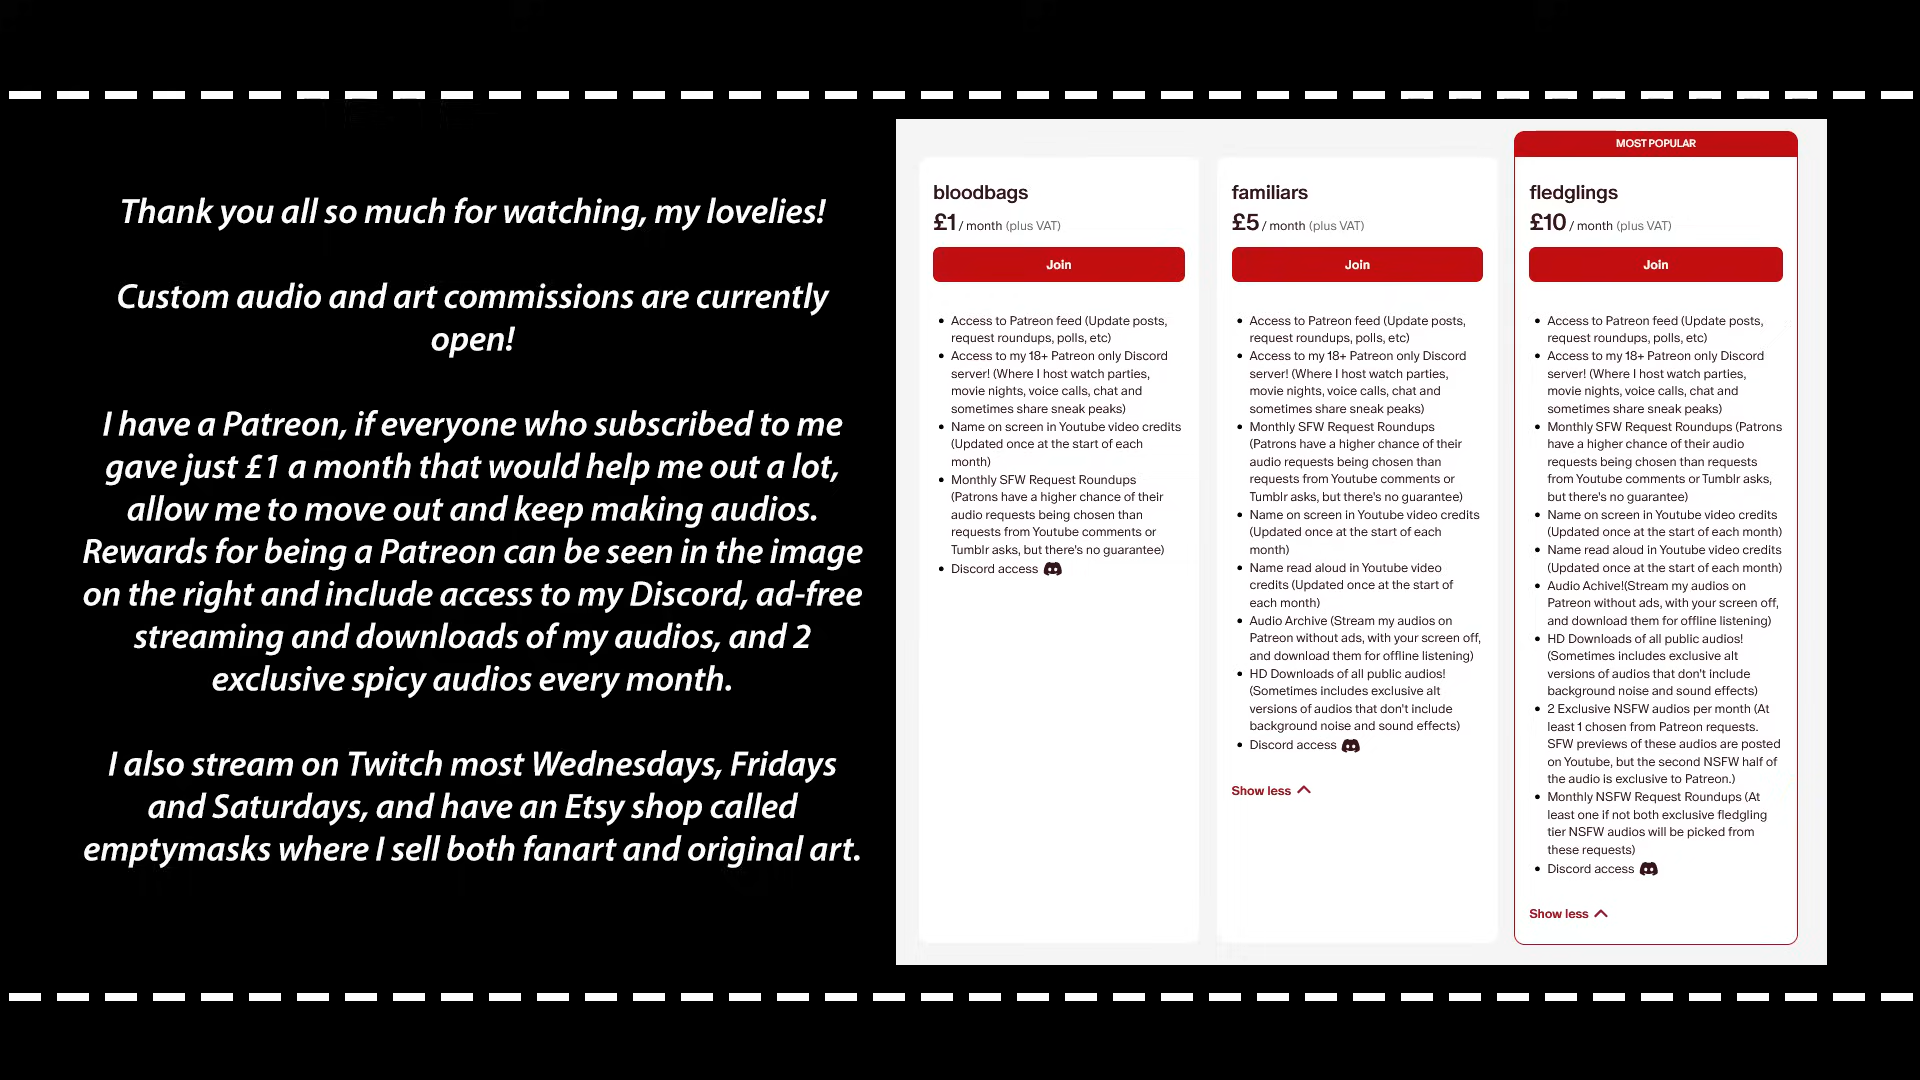 Thank you all so much for watching, my lovelies!
Custom audio and art commissions are currently
open!
I have a Patreon, if everyone who subscribed to me
gave just £1 a month that would help me out a lot,
allow me to move out and keep making audios.
Rewards for being a Patreon can be seen in the image
on the right and include access to my Discord, ad-free
streaming and downloads of my audios, and 2
exclusive spicy audios every month.
I also stream on Twitch most Wednesdays, Fridays
and Saturdays, and have an Etsy shop called
emptymasks where I sell both fanart and original art.
bloodbags
£1 / month (plus VAT)
Join
• Access to Patreon feed (Update posts,
request roundups, polls, etc)
• Access to my 18+ Patreon only Discord
server! (Where I host watch parties,
movie nights, voice calls, chat and
sometimes share sneak peaks)
• Name on screen in Youtube video credits
(Updated once at the start of each
month)
• Monthly SFW Request Roundups
(Patrons have a higher chance of their
audio requests being chosen than
requests from Youtube comments or
Tumblr asks, but there's no guarantee)
• Discord access
familiars
£5 / month (plus VAT)
Join
• Access to Patreon feed (Update posts,
request roundups, polls, etc)
• Access to my 18+ Patreon only Discord
server! (Where I host watch parties,
movie nights, voice calls, chat and
sometimes share sneak peaks)
• Monthly SFW Request Roundups
(Patrons have a higher chance of their
audio requests being chosen than
requests from Youtube comments or
Tumblr asks, but there's no guarantee)
• Name on screen in Youtube video credits
(Updated once at the start of each
month)
• Name read aloud in Youtube video
credits (Updated once at the start of
each month)
• Audio Archive (Stream my audios on
Patreon without ads, with your screen off,
and download them for offline listening)
• HD Downloads of all public audios!
(Sometimes includes exclusive alt
versions of audios that don't include
background noise and sound effects)
• Discord access
Show less
MOST POPULAR
fledglings
£10 / month (plus VAT)
Join
• Access to Patreon feed (Update posts,
request roundups, polls, etc)
• Access to my 18+ Patreon only Discord
server! (Where I host watch parties,
movie nights, voice calls, chat and
sometimes share sneak peaks)
• Monthly SFW Request Roundups (Patrons
have a higher chance of their audio
requests being chosen than requests
from Youtube comments or Tumblr asks,
but there's no guarantee)
• Name on screen in Youtube video credits
(Updated once at the start of each month)
• Name read aloud in Youtube video credits
(Updated once at the start of each month)
• Audio Achive!(Stream my audios on
Patreon without ads, with your screen off,
and download them for offline listening)
• HD Downloads of all public audios!
(Sometimes includes exclusive alt
versions of audios that don't include
background noise and sound effects)
• 2 Exclusive NSFW audios per month (At
least 1 chosen from Patreon requests.
SFW previews of these audios are posted
on Youtube, but the second NSFW half of
the audio is exclusive to Patreon.)
• Monthly NSFW Request Roundups (At
least one if not both exclusive fledgling
tier NSFW audios will be picked from
these requests)
• Discord access
Show less